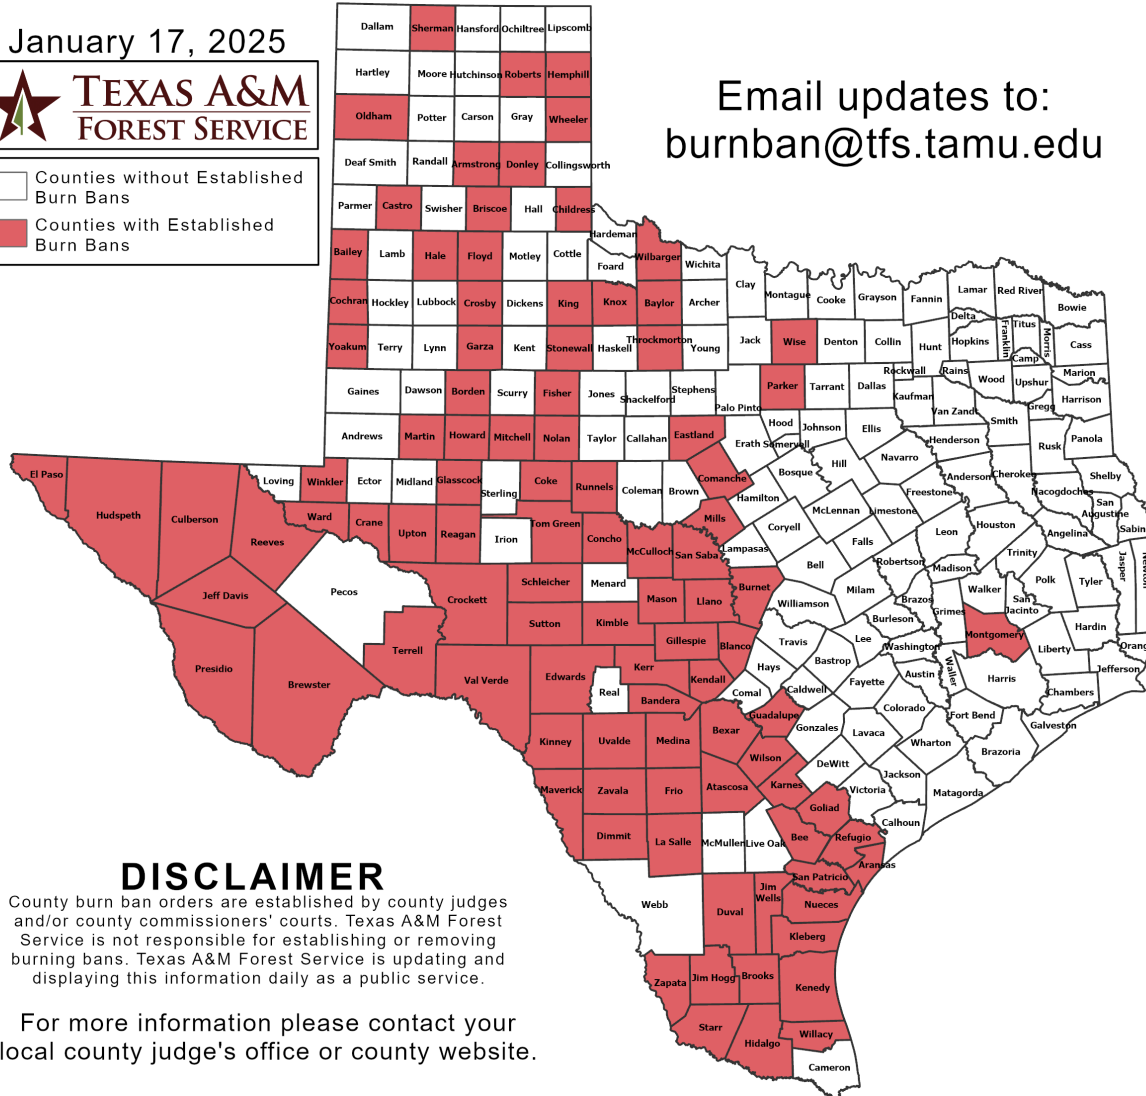 January 17, 2025
TEXAS A&M
FOREST SERVICE
Counties without Established
Burn Bans
Counties with Established
Burn Bans
Email updates to:
burnban@tfs.tamu.edu
Dallam Sherman Hansford Ochiltree Lipscomb
Hartley Moore Hutchinson Roberts Hemphill
Oldham Potter Carson Gray Wheeler
Deaf Smith Randall Armstrong Donley Collingsworth
Parmer Castro Swisher Briscoe Hall Childress
Hardeman
Bailey Lamb Hale Floyd Motley Cottle Foard Wilbarger Wichita
Cochran Hockley Lubbock Crosby Dickens King Knox Baylor Archer Clay Montague Cooke Grayson Fannin Lamar Red River Bowie
Delta Franklin Titus Morris
Yoakum Terry Lynn Garza Kent Stonewall Haskell Throckmorton Young Jack Wise Denton Collin Hunt Hopkins Camp Cass
Gaines Dawson Borden Scurry Fisher Jones Shackelford Stephens Palo Pinto Parker Tarrant Dallas Rockwall Kaufman Rains Wood Upshur Marion
Van Zandt Gregg Harrison
Andrews Martin Howard Mitchell Nolan Taylor Callahan Eastland Erath Hood Somervell Johnson Ellis Henderson Smith Rusk Panola
El Paso Hudspeth Culberson Reeves Loving Winkler Ector Midland Glasscock Sterling Coke Runnels Coleman Brown Comanche Hamilton Bosque Hill Navarro Freestone Anderson Cherokee Nacogdoches Shelby
San
Augustine
Sabin
Ward Crane Upton Reagan Irion Tom Green Concho McCulloch San Saba Mills Lampasas Coryell McLennan Limestone Falls Leon Houston Angelina
Jeff Davis Pecos Crockett Schleicher Menard Mason Llano Burnet Bell Milam Robertson Madison Trinity Polk Tyler Jasper Newton
Brazos Grimes Walker San
Jacinto
Presidio Brewster Terrell Sutton Kimble Gillespie Blanco Williamson Travis Lee Burleson Washington Montgomery Liberty Hardin Orang
Val Verde Edwards Real Kerr Bandera Kendall Comal Hays Caldwell Bastrop Fayette Austin Waller Harris Chambers Jefferson
Kinney Uvalde Medina Bexar Guadalupe Gonzales Lavaca Colorado Wharton Fort Bend Brazoria Galveston
Maverick Zavala Frio Atascosa Wilson Karnes DeWitt Victoria Jackson Matagorda
Dimmit La Salle McMullen Live Oak Bee Goliad Refugio Calhoun
Aransas
San Patricio
Webb Duval Jim
Wells
Nueces
Kleberg
Zapata Jim Hogg Brooks Kenedy
Starr Hidalgo Willacy
Cameron
DISCLAIMER
County burn ban orders are established by county judges
and/or county commissioners' courts. Texas A&M Forest
Service is not responsible for establishing or removing
burning bans. Texas A&M Forest Service is updating and
displaying this information daily as a public service.
For more information please contact your
local county judge's office or county website.